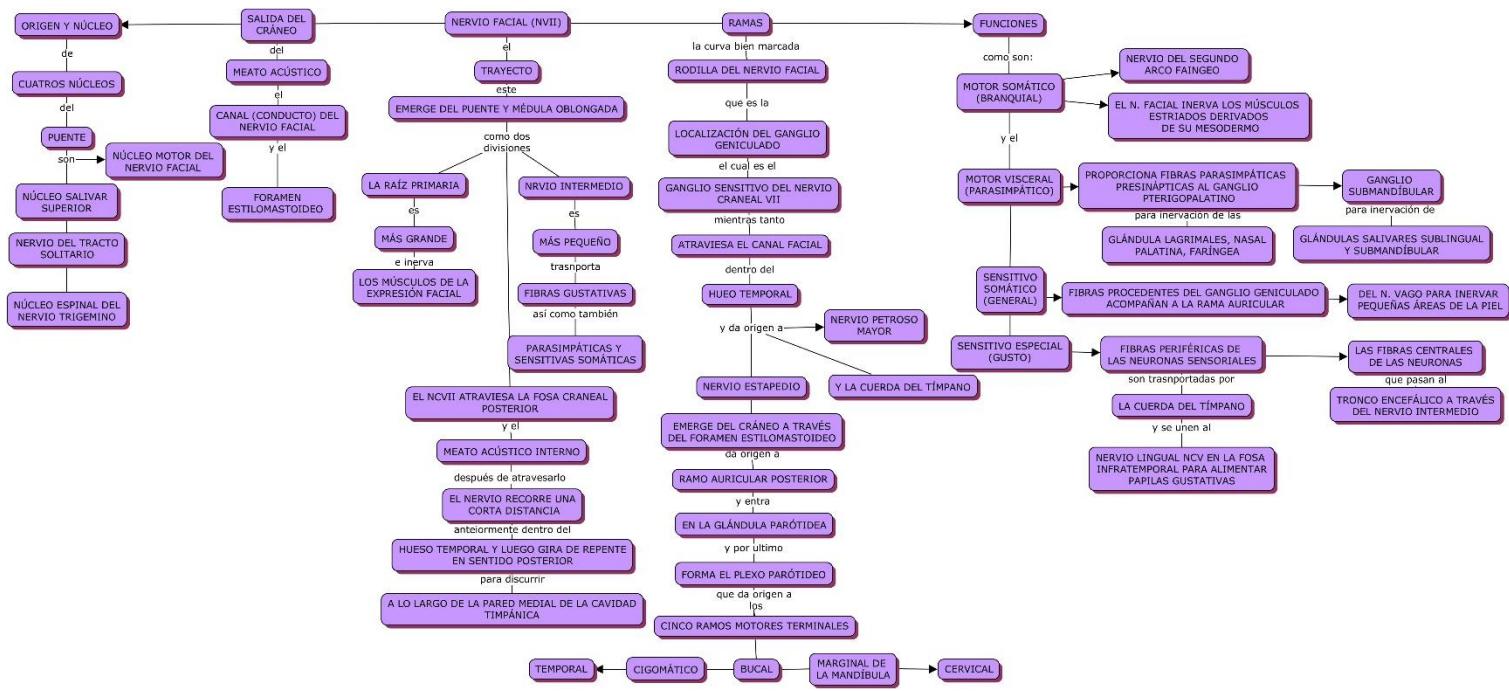 ORIGEN Y NÚCLEO
de
CUATROS NÚCLEOS
del
PUENTE
son
NÚCLEO MOTOR DEL
NERVIO FACIAL
NÚCLEO SALIVAR
SUPERIOR
NERVIO DEL TRACTO
SOLITARIO
NÚCLEO ESPINAL DEL
NERVIO TRIGEMINO
SALIDA DEL
CRÁNEO
del
MEATO ACÚSTICO
el
CANAL (CONDUCTO) DEL
NERVIO FACIAL
y el
FORAMEN
ESTILOMASTOIDEO
NERVIO FACIAL (NVII)
el
TRAYECTO
este
EMERGE DEL PUENTE Y MÉDULA OBLONGADA
como dos
divisiones
LA RAÍZ PRIMARIA
es
MÁS GRANDE
e inerva
LOS MÚSCULOS DE LA
EXPRESIÓN FACIAL
NRVIO INTERMEDIO
es
MÁS PEQUEÑO
trasnporta
FIBRAS GUSTATIVAS
así como también
PARASIMPÁTICAS Y
SENSITIVAS SOMÁTICAS
EL NCVII ATRAVIESA LA FOSA CRANEAL
POSTERIOR
y el
MEATO ACÚSTICO INTERNO
después de atravesarlo
EL NERVIO RECORRE UNA
CORTA DISTANCIA
anteiormente dentro del
HUESO TEMPORAL Y LUEGO GIRA DE REPENTE
EN SENTIDO POSTERIOR
para discurrir
A LO LARGO DE LA PARED MEDIAL DE LA CAVIDAD
TIMPÁNICA
RAMAS
la curva bien marcada
RODILLA DEL NERVIO FACIAL
que es la
LOCALIZACIÓN DEL GANGLIO
GENICULADO
el cual es el
GANGLIO SENSITIVO DEL NERVIO
CRANEAL VII
mientras tanto
ATRAVIESA EL CANAL FACIAL
dentro del
HUEO TEMPORAL
y da origen a
NERVIO PETROSO
MAYOR
Y LA CUERDA DEL TÍMPANO
NERVIO ESTAPEDIO
EMERGE DEL CRÁNEO A TRAVÉS
DEL FORAMEN ESTILOMASTOIDEO
da origen a
RAMO AURICULAR POSTERIOR
y entra
EN LA GLÁNDULA PARÓTIDEA
y por ultimo
FORMA EL PLEXO PARÓTIDEO
que da origen a
los
CINCO RAMOS MOTORES TERMINALES
TEMPORAL
CIGOMÁTICO
BUCAL
MARGINAL DE
LA MANDÍBULA
CERVICAL
FUNCIONES
como son:
MOTOR SOMÁTICO
(BRANQUIAL)
NERVIO DEL SEGUNDO
ARCO FAINGEO
EL N. FACIAL INERVA LOS MÚSCULOS
ESTRIADOS DERIVADOS
DE SU MESODERMO
y el
MOTOR VISCERAL
(PARASIMPÁTICO)
PROPORCIONA FIBRAS PARASIMPÁTICAS
PRESINÁPTICAS AL GANGLIO
PTERIGOPALATINO
para inervación de las
GLÁNDULA LAGRIMALES, NASAL
PALATINA, FARÍNGEA
GANGLIO
SUBMANDÍBULAR
para inervación de
GLÁNDULAS SALIVARES SUBLINGUAL
Y SUBMANDÍBULAR
SENSITIVO
SOMÁTICO
(GENERAL)
FIBRAS PROCEDENTES DEL GANGLIO GENICULADO
ACOMPAÑAN A LA RAMA AURICULAR
DEL N. VAGO PARA INERVAR
PEQUEÑAS ÁREAS DE LA PIEL
SENSITIVO ESPECIAL
(GUSTO)
FIBRAS PERIFÉRICAS DE
LAS NEURONAS SENSORIALES
son trasnportadas por
LA CUERDA DEL TÍMPANO
y se unen al
NERVIO LINGUAL NCV EN LA FOSA
INFRATEMPORAL PARA ALIMENTAR
PAPILAS GUSTATIVAS
LAS FIBRAS CENTRALES
DE LAS NEURONAS
que pasan al
TRONCO ENCEFÁLICO A TRAVÉS
DEL NERVIO INTERMEDIO